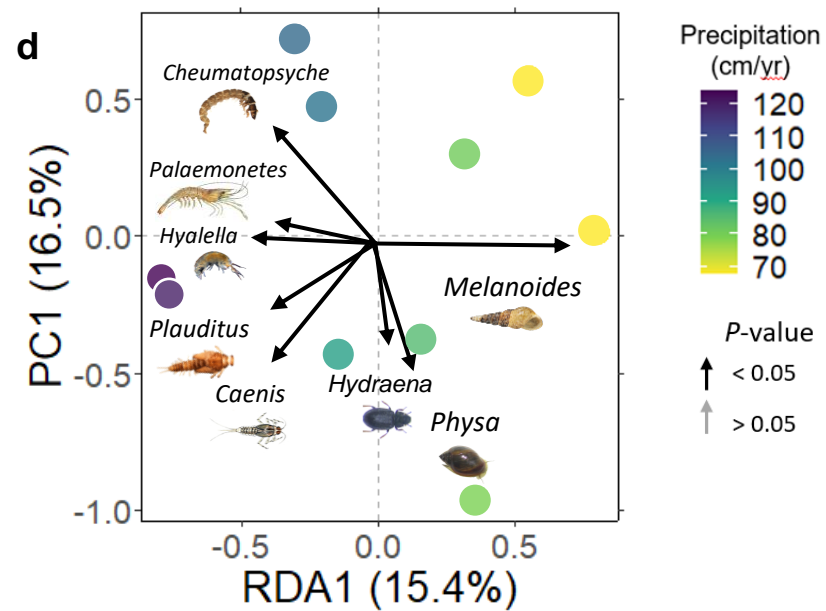 d
Precipitation
(cm/yr)
120
110
100
90
80
70
P-value
< 0.05
> 0.05
Cheumatopsyche
Palaemonetes
Hyalella
Plauditus
Caenis
Hydraena
Physa
Melanoides
PC1 (16.5%)
0.5
0.0
-0.5
-1.0
-0.5
0.0
0.5
RDA1 (15.4%)